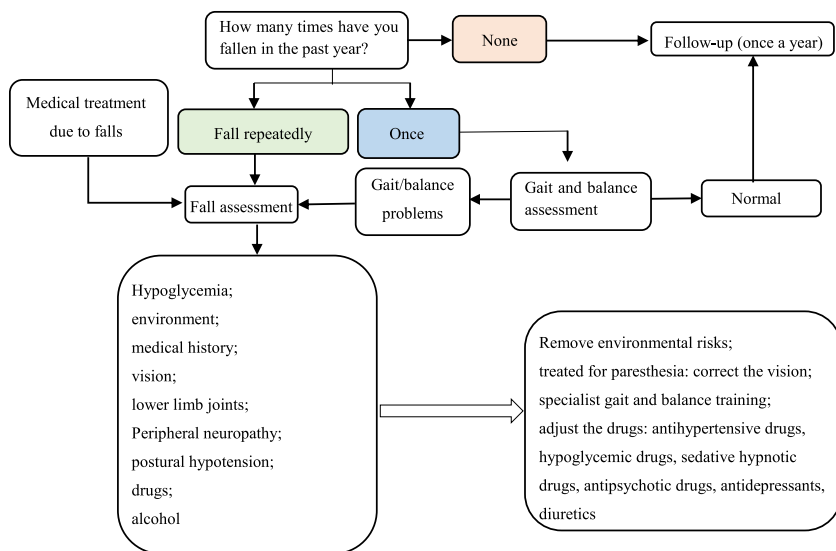 How many times have you
fallen in the past year?
None
Follow-up (once a year)
Medical treatment
due to falls
Fall repeatedly
Once
Fall assessment
Gait/balance
problems
Gait and balance
assessment
Normal
Hypoglycemia;
environment;
medical history;
vision;
lower limb joints;
Peripheral neuropathy;
postural hypotension;
drugs;
alcohol
Remove environmental risks;
treated for paresthesia: correct the vision;
specialist gait and balance training;
adjust the drugs: antihypertensive drugs,
hypoglycemic drugs, sedative hypnotic
drugs, antipsychotic drugs, antidepressants,
diuretics